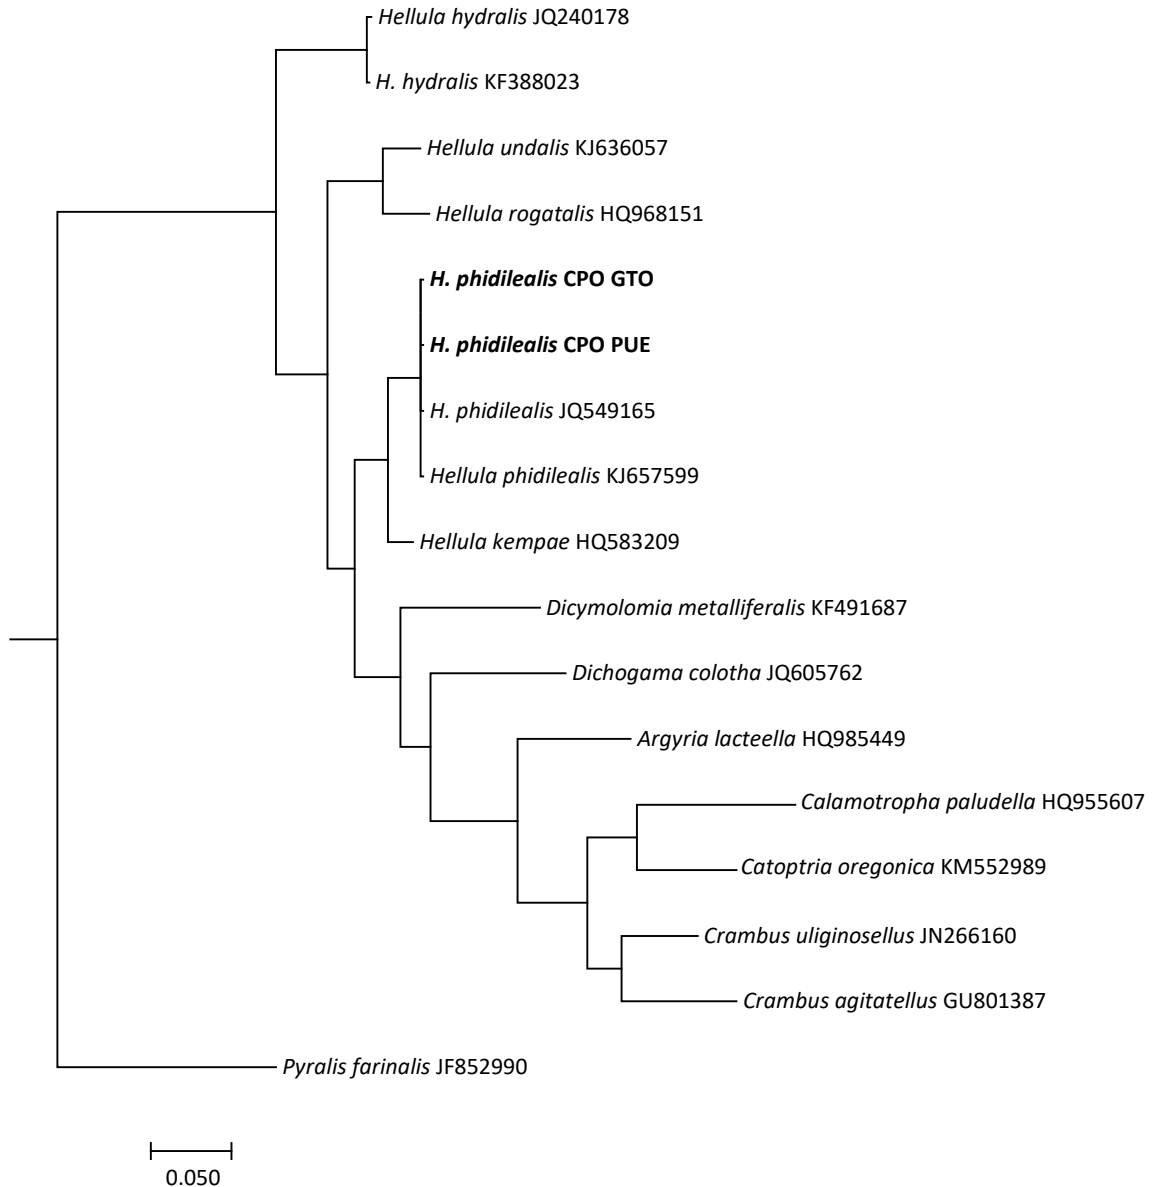 Hellula hydralis JQ240178
H. hydralis KF388023
Hellula undalis KJ636057
Hellula rogatalis HQ968151
H. phidilealis CPO GTO
H. phidilealis CPO PUE
H. phidilealis JQ549165
Hellula phidilealis KJ657599
Hellula kempae HQ583209
Dicymolomia metalliferalis KF491687
Dichogama colotha JQ605762
Argyria lacteella HQ985449
Calamotropha paludella HQ955607
Catoptria oregonica KM552989
Crambus uliginosellus JN266160
Crambus agitatellus GU801387
Pyralis farinalis JF852990
0.050